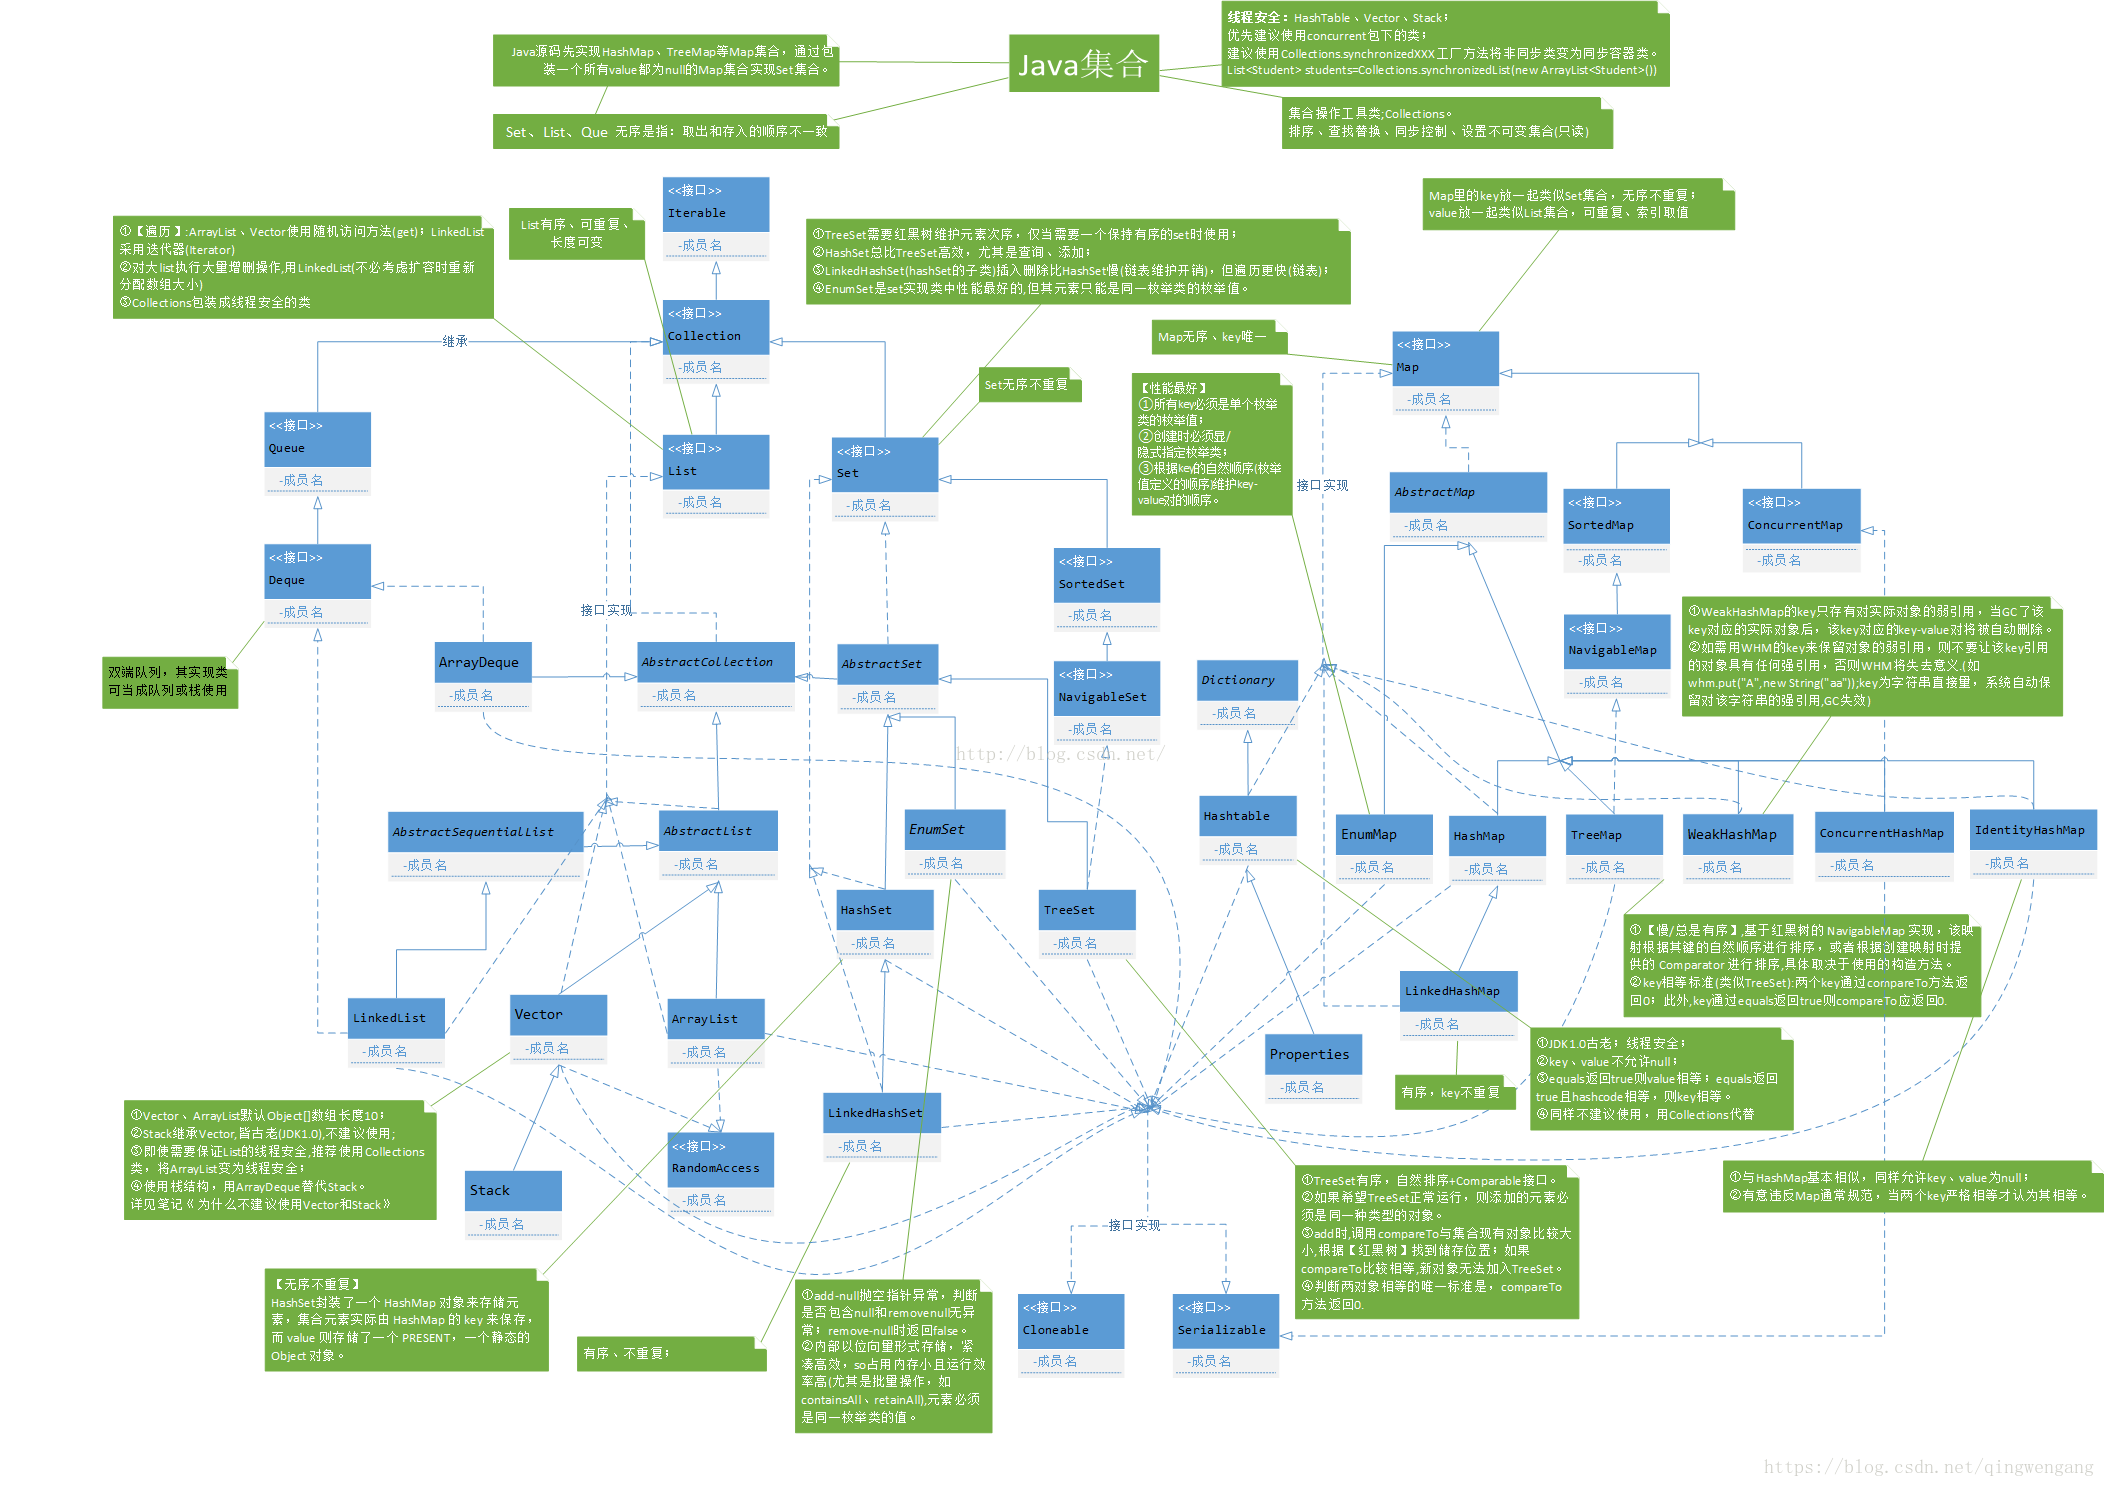 Java源码先实现HashMap、TreeMap等Map集合，通过包
装一个所有value都为null的Map集合实现Set集合。
Set、List、Que 无序是指：取出和存入的顺序不一致
Java集合
线程安全：HashTable、Vector、Stack；
优先建议使用concurrent包下的类；
建议使用Collections.synchronizedXXX工厂方法将非同步类变为同步容器类。
List<Student> students=Collections.synchronizedList(new ArrayList<Student>())
集合操作工具类;Collections。
排序、查找替换、同步控制、设置不可变集合(只读)
①【遍历】:ArrayList、Vector使用随机访问方法(get)；LinkedList
采用迭代器(Iterator)
②对大list执行大量增删操作,用LinkedList(不必考虑扩容时重新
分配数组大小)
③Collections包装成线程安全的类
List有序、可重复、
长度可变
<<接口>>
Iterable
-成员名
①TreeSet需要红黑树维护元素次序，仅当需要一个保持有序的set时使用；
②HashSet总比TreeSet高效，尤其是查询、添加；
③LinkedHashSet(hashSet的子类)插入删除比HashSet慢(链表维护开销)，但遍历更快(链表)；
④EnumSet是set实现类中性能最好的,但其元素只能是同一枚举类的枚举值。
Map里的key放一起类似Set集合，无序不重复；
value放一起类似List集合，可重复、索引取值
<<接口>>
Collection
-成员名
继承
Map无序、key唯一
<<接口>>
Map
-成员名
Set无序不重复
【性能最好】
①所有key必须是单个枚举
类的枚举值；
②创建时必须显/
隐式指定枚举类；
③根据key的自然顺序(枚举
值定义的顺序)维护key-
value对的顺序。
<<接口>>
Queue
-成员名
<<接口>>
List
-成员名
<<接口>>
Set
-成员名
接口实现
AbstractMap
-成员名
<<接口>>
SortedMap
-成员名
<<接口>>
ConcurrentMap
-成员名
<<接口>>
Deque
-成员名
<<接口>>
SortedSet
-成员名
接口实现
双端队列，其实现类
可当成队列或栈使用
ArrayDeque
-成员名
AbstractCollection
-成员名
AbstractSet
-成员名
<<接口>>
NavigableSet
-成员名
Dictionary
-成员名
<<接口>>
NavigableMap
-成员名
①WeakHashMap的key只存有对实际对象的弱引用，当GC了该
key对应的实际对象后，该key对应的key-value对将被自动删除。
②如需用WHM的key来保留对象的弱引用，则不要让该key引用
的对象具有任何强引用，否则WHM将失去意义.(如
whm.put("A",new String("aa"));key为字符串直接量，系统自动保
留对该字符串的强引用,GC失效)
http://blog.csdn.net/
AbstractSequentialList
-成员名
AbstractList
-成员名
EnumSet
-成员名
Hashtable
-成员名
EnumMap
-成员名
HashMap
-成员名
TreeMap
-成员名
WeakHashMap
-成员名
ConcurrentHashMap
-成员名
IdentityHashMap
-成员名
HashSet
-成员名
TreeSet
-成员名
①【慢/总是有序】,基于红黑树的 NavigableMap 实现，该映
射根据其键的自然顺序进行排序，或者根据创建映射时提
供的 Comparator 进行排序,具体取决于使用的构造方法。
②key相等标准(类似TreeSet):两个key通过compareTo方法返
回0；此外,key通过equals返回true则compareTo应返回0.
LinkedList
-成员名
Vector
-成员名
ArrayList
-成员名
LinkedHashMap
-成员名
Properties
-成员名
有序，key不重复
①JDK1.0古老；线程安全；
②key、value不允许null；
③equals返回true则value相等；equals返回
true且hashcode相等，则key相等。
④同样不建议使用，用Collections代替
①Vector、ArrayList默认Object[]数组长度10；
②Stack继承Vector,皆古老(JDK1.0),不建议使用；
③即使需要保证List的线程安全,推荐使用Collections
类，将ArrayList变为线程安全；
④使用栈结构，用ArrayDeque替代Stack。
详见笔记《为什么不建议使用Vector和Stack》
Stack
-成员名
<<接口>>
RandomAccess
-成员名
LinkedHashSet
-成员名
①TreeSet有序，自然排序+Comparable接口。
②如果希望TreeSet正常运行，则添加的元素必
须是同一种类型的对象。
③add时,调用compareTo与集合现有对象比较大
小,根据【红黑树】找到储存位置；如果
compareTo比较相等,新对象无法加入TreeSet。
④判断两对象相等的唯一标准是，compareTo
方法返回0.
①与HashMap基本相似，同样允许key、value为null；
②有意违反Map通常规范，当两个key严格相等才认为其相等。
接口实现
【无序不重复】
HashSet封装了一个 HashMap 对象来存储元
素，集合元素实际由 HashMap 的 key 来保存，
而 value 则存储了一个 PRESENT，一个静态的
Object 对象。
有序、不重复；
①add-null抛空指针异常，判断
是否包含null和removenull无异
常；remove-null时返回false。
②内部以位向量形式存储，紧
凑高效，so占用内存小且运行效
率高(尤其是批量操作，如
containsAll、retainAll),元素必须
是同一枚举类的值。
<<接口>>
Cloneable
-成员名
<<接口>>
Serializable
-成员名
https://blog.csdn.net/qingwengang